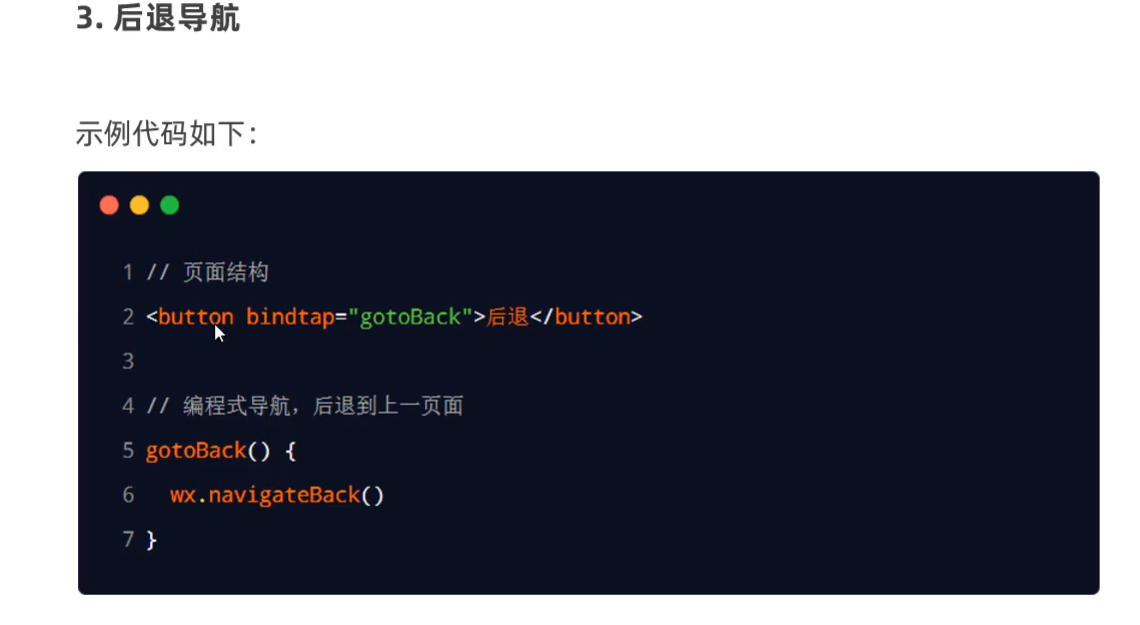 3. 后退导航
示例代码如下：
1 // 页面结构
2 <button bindtap="gotoBack">后退</button>
3
4 // 编程式导航，后退到上一页面
5 gotoBack() {
6   wx.navigateBack()
7 }